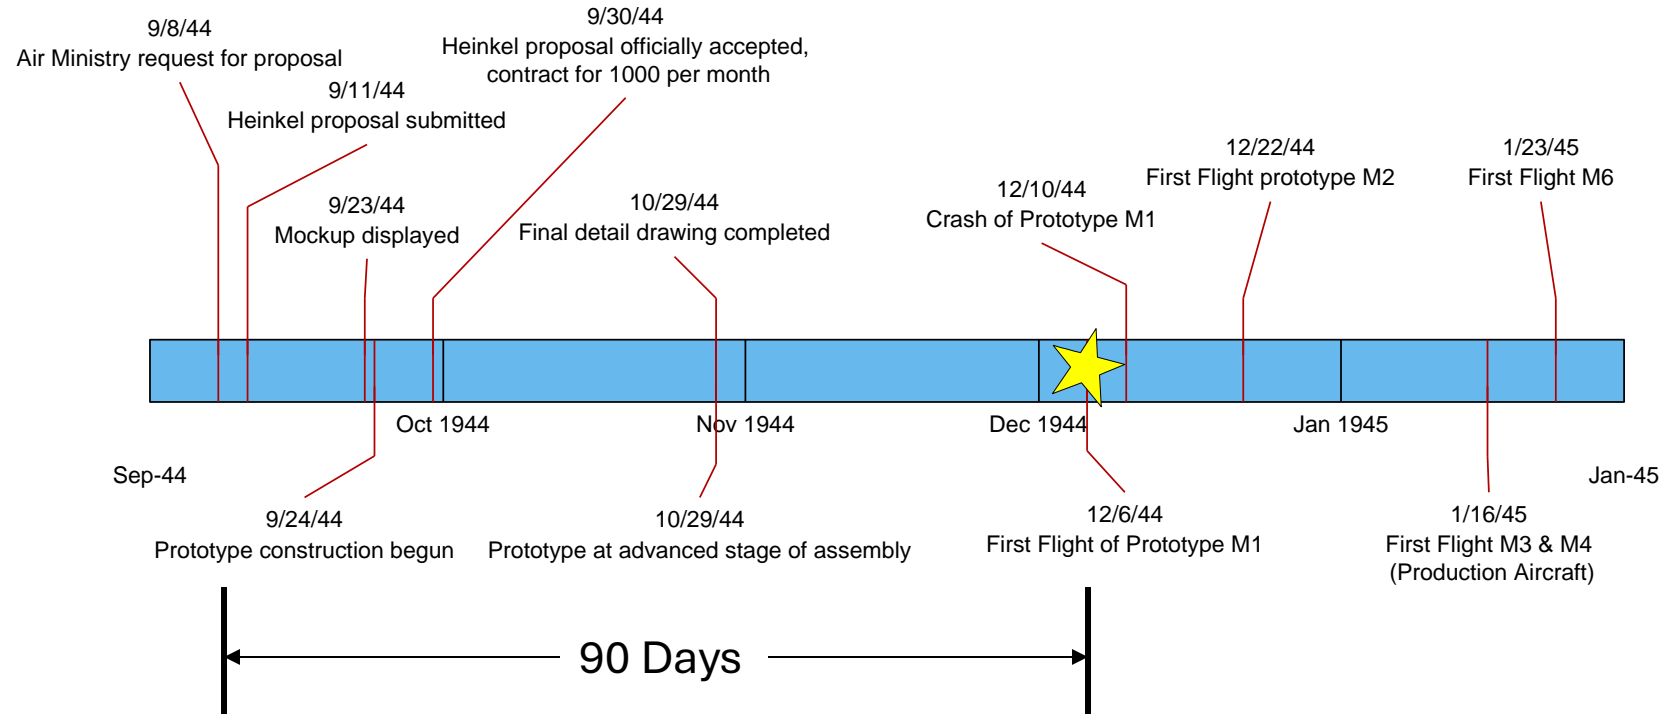 9/8/44
Air Ministry request for proposal
9/11/44
Heinkel proposal submitted
9/23/44
Mockup displayed
9/30/44
Heinkel proposal officially accepted,
contract for 1000 per month
10/29/44
Final detail drawing completed
12/10/44
Crash of Prototype M1
12/22/44
First Flight prototype M2
1/23/45
First Flight M6
Oct 1944
Nov 1944
Dec 1944
Jan 1945
Sep-44
Jan-45
9/24/44
Prototype construction begun
10/29/44
Prototype at advanced stage of assembly
12/6/44
First Flight of Prototype M1
1/16/45
First Flight M3 & M4
(Production Aircraft)
90 Days